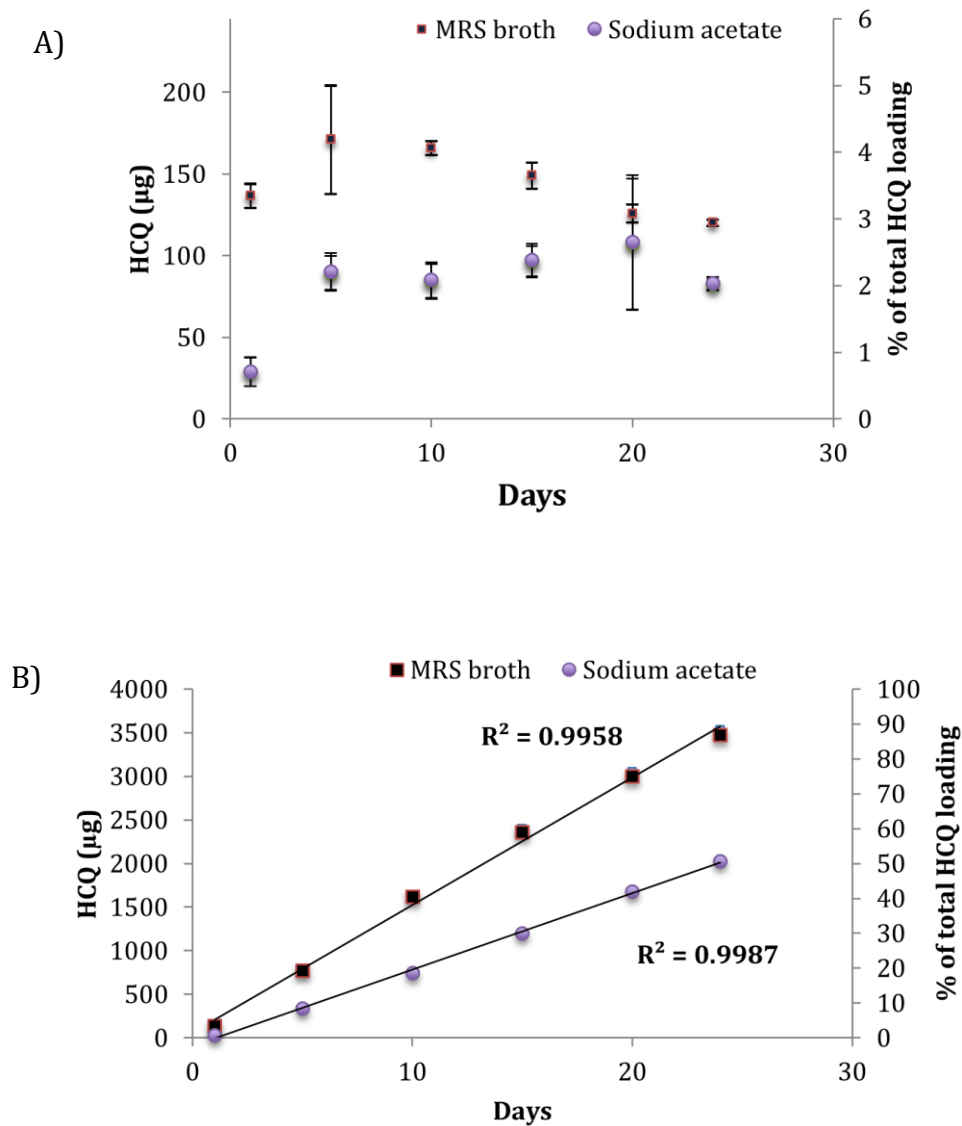 A)
MRS broth Sodium acetate
HCQ (µg)
200
150
100
50
0
6
5
4
3
2
1
0
% of total HCQ loading
0 10 20 30
Days
B)
MRS broth Sodium acetate
HCQ (µg)
4000
3500
3000
2500
2000
1500
1000
500
0
R² = 0.9958
R² = 0.9987
100
90
80
70
60
50
40
30
20
10
0
% of total HCQ loading
0 10 20 30
Days